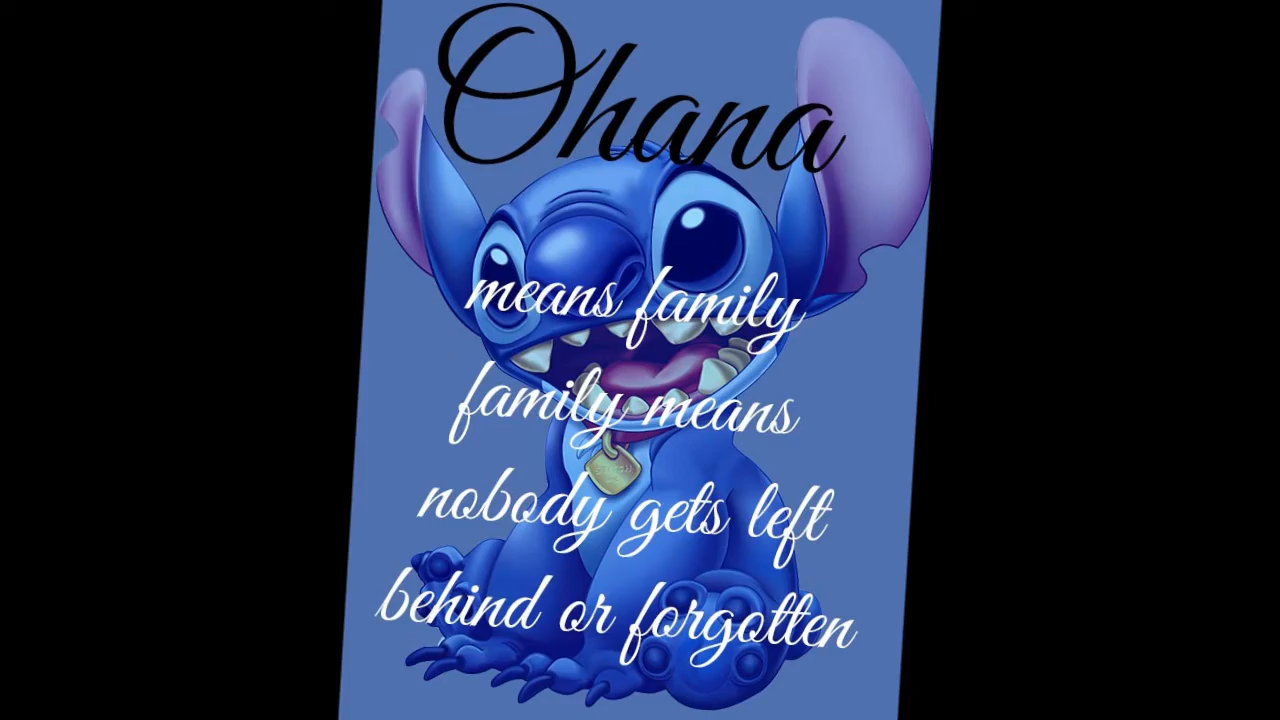 Ohana
means family
family means
nobody gets left
behind or forgotten